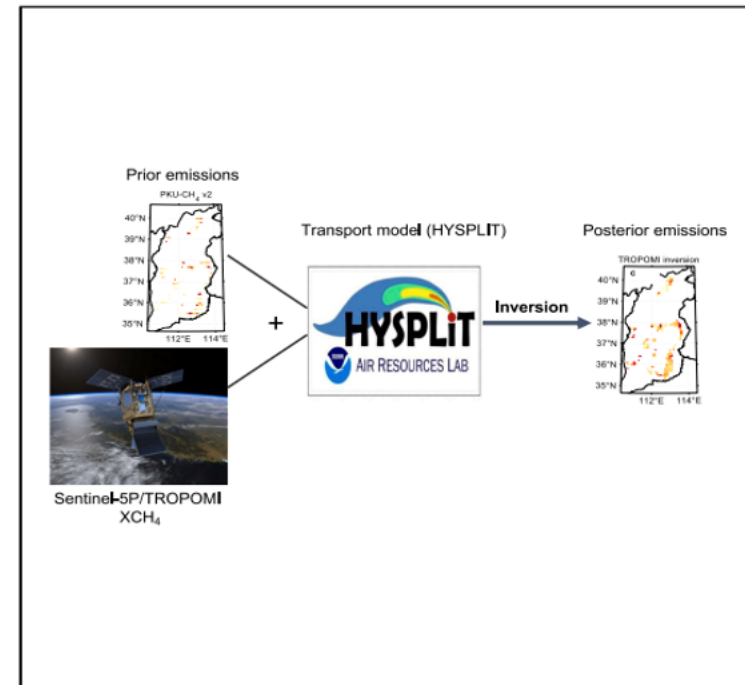 Prior emissions
PKU-CH₄ v2
40°N
39°N
38°N
37°N
36°N
35°N
112°E 114°E
Sentinel-5P/TROPOMI
XCH₄
+
Transport model (HYSPLIT)
HYSPLIT
AIR RESOURCES LAB
NOAA
Inversion
Posterior emissions
TROPOMI inversion
c
40°N
39°N
38°N
37°N
36°N
35°N
112°E 114°E